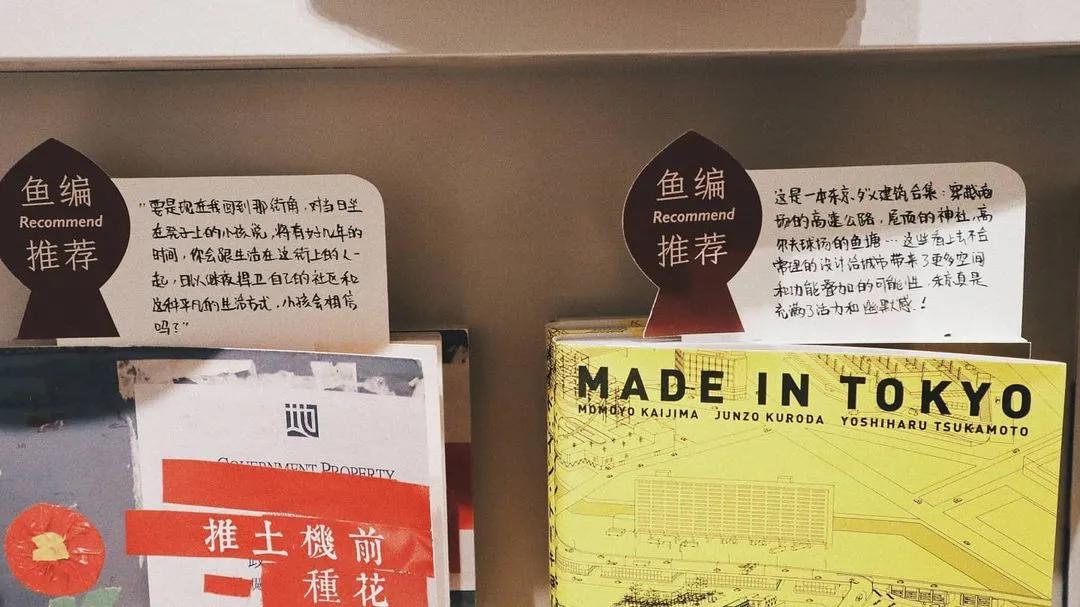 鱼编
Recommend
推荐
"要是现在我回到那街角，对当日坐
在凳子上的小孩说，将有好几年的
时间，你会跟生活在这街上的人一
起，日以继夜捍卫自己的社区和
这种平凡的生活方式，小孩会相信
吗？"
GOVERNMENT PROPERTY
推土機前
種花
鱼编
Recommend
推荐
这是一本东京·ダメ建筑合集：穿越商
场的高速公路，屋顶的神社，高
尔夫球场的鱼塘…这些看上去不合
常理的设计给城市带来了更多空间
和功能叠加的可能性，东京真是
充满了活力和幽默感！
MADE IN TOKYO
MOMOYO KAIJIMA JUNZO KURODA YOSHIHARU TSUKAMOTO